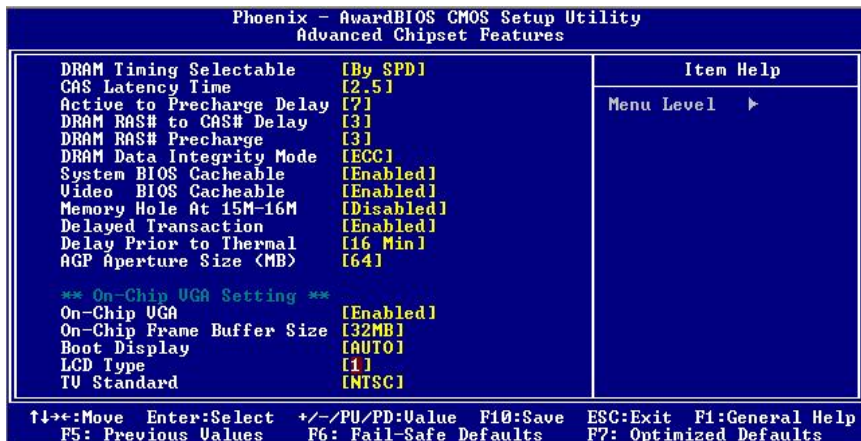 Phoenix - AwardBIOS CMOS Setup Utility
Advanced Chipset Features
DRAM Timing Selectable [By SPD]
CAS Latency Time [2.5]
Active to Precharge Delay [7]
DRAM RAS# to CAS# Delay [3]
DRAM RAS# Precharge [3]
DRAM Data Integrity Mode [ECC]
System BIOS Cacheable [Enabled]
Video BIOS Cacheable [Enabled]
Memory Hole At 15M-16M [Disabled]
Delayed Transaction [Enabled]
Delay Prior to Thermal [16 Min]
AGP Aperture Size (MB) [64]
** On-Chip VGA Setting **
On-Chip VGA [Enabled]
On-Chip Frame Buffer Size [32MB]
Boot Display [AUTO]
LCD Type [1]
TV Standard [NTSC]
Item Help
Menu Level ▶
↑↓→←:Move Enter:Select +/-/PU/PD:Value F10:Save ESC:Exit F1:General Help
F5: Previous Values F6: Fail-Safe Defaults F7: Optimized Defaults